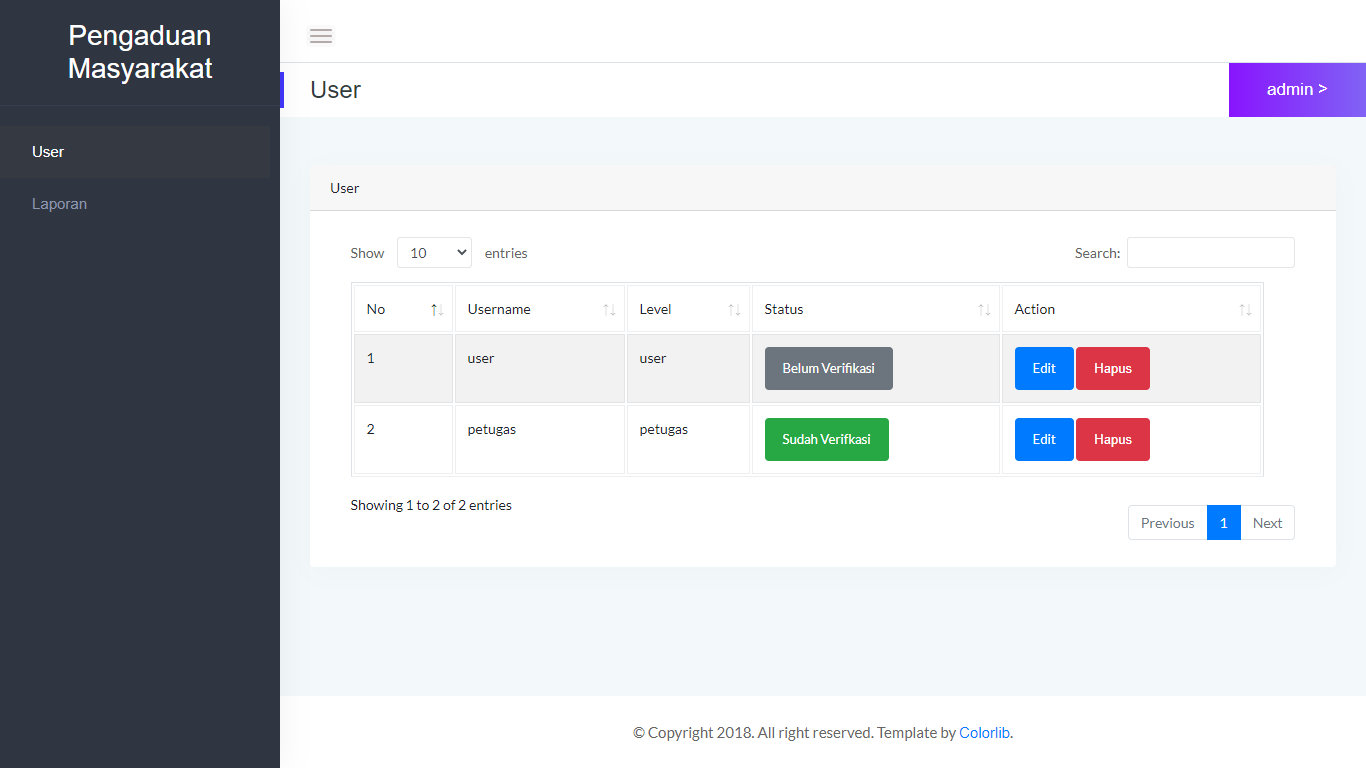 Pengaduan
Masyarakat
User
Laporan
User
admin >
User
Show 10 entries
Search:
No Username Level Status Action
1 user user Belum Verifikasi Edit Hapus
2 petugas petugas Sudah Verifkasi Edit Hapus
Showing 1 to 2 of 2 entries
Previous 1 Next
© Copyright 2018. All right reserved. Template by Colorlib.